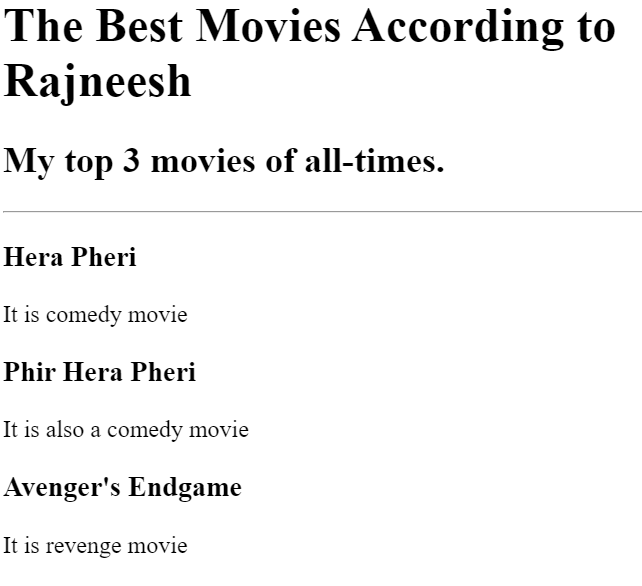 The Best Movies According to
Rajneesh
My top 3 movies of all-times.
Hera Pheri
It is comedy movie
Phir Hera Pheri
It is also a comedy movie
Avenger's Endgame
It is revenge movie